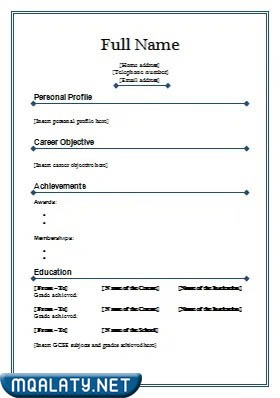 Full Name
[Home address]
[Telephone number]
[Email address]
Personal Profile
[Insert personal profile here]
Career Objective
[Insert career objective here]
Achievements
Awards:
•
•
Memberships:
•
•
Education
[From – To] [Name of the Course] [Name of the Institution]
Grade achieved:
[From – To] [Name of the Course] [Name of the Institution]
Grade achieved:
[From – To] [Name of the School]
[Insert GCSE subjects and grades achieved here]
MQALATY.NET